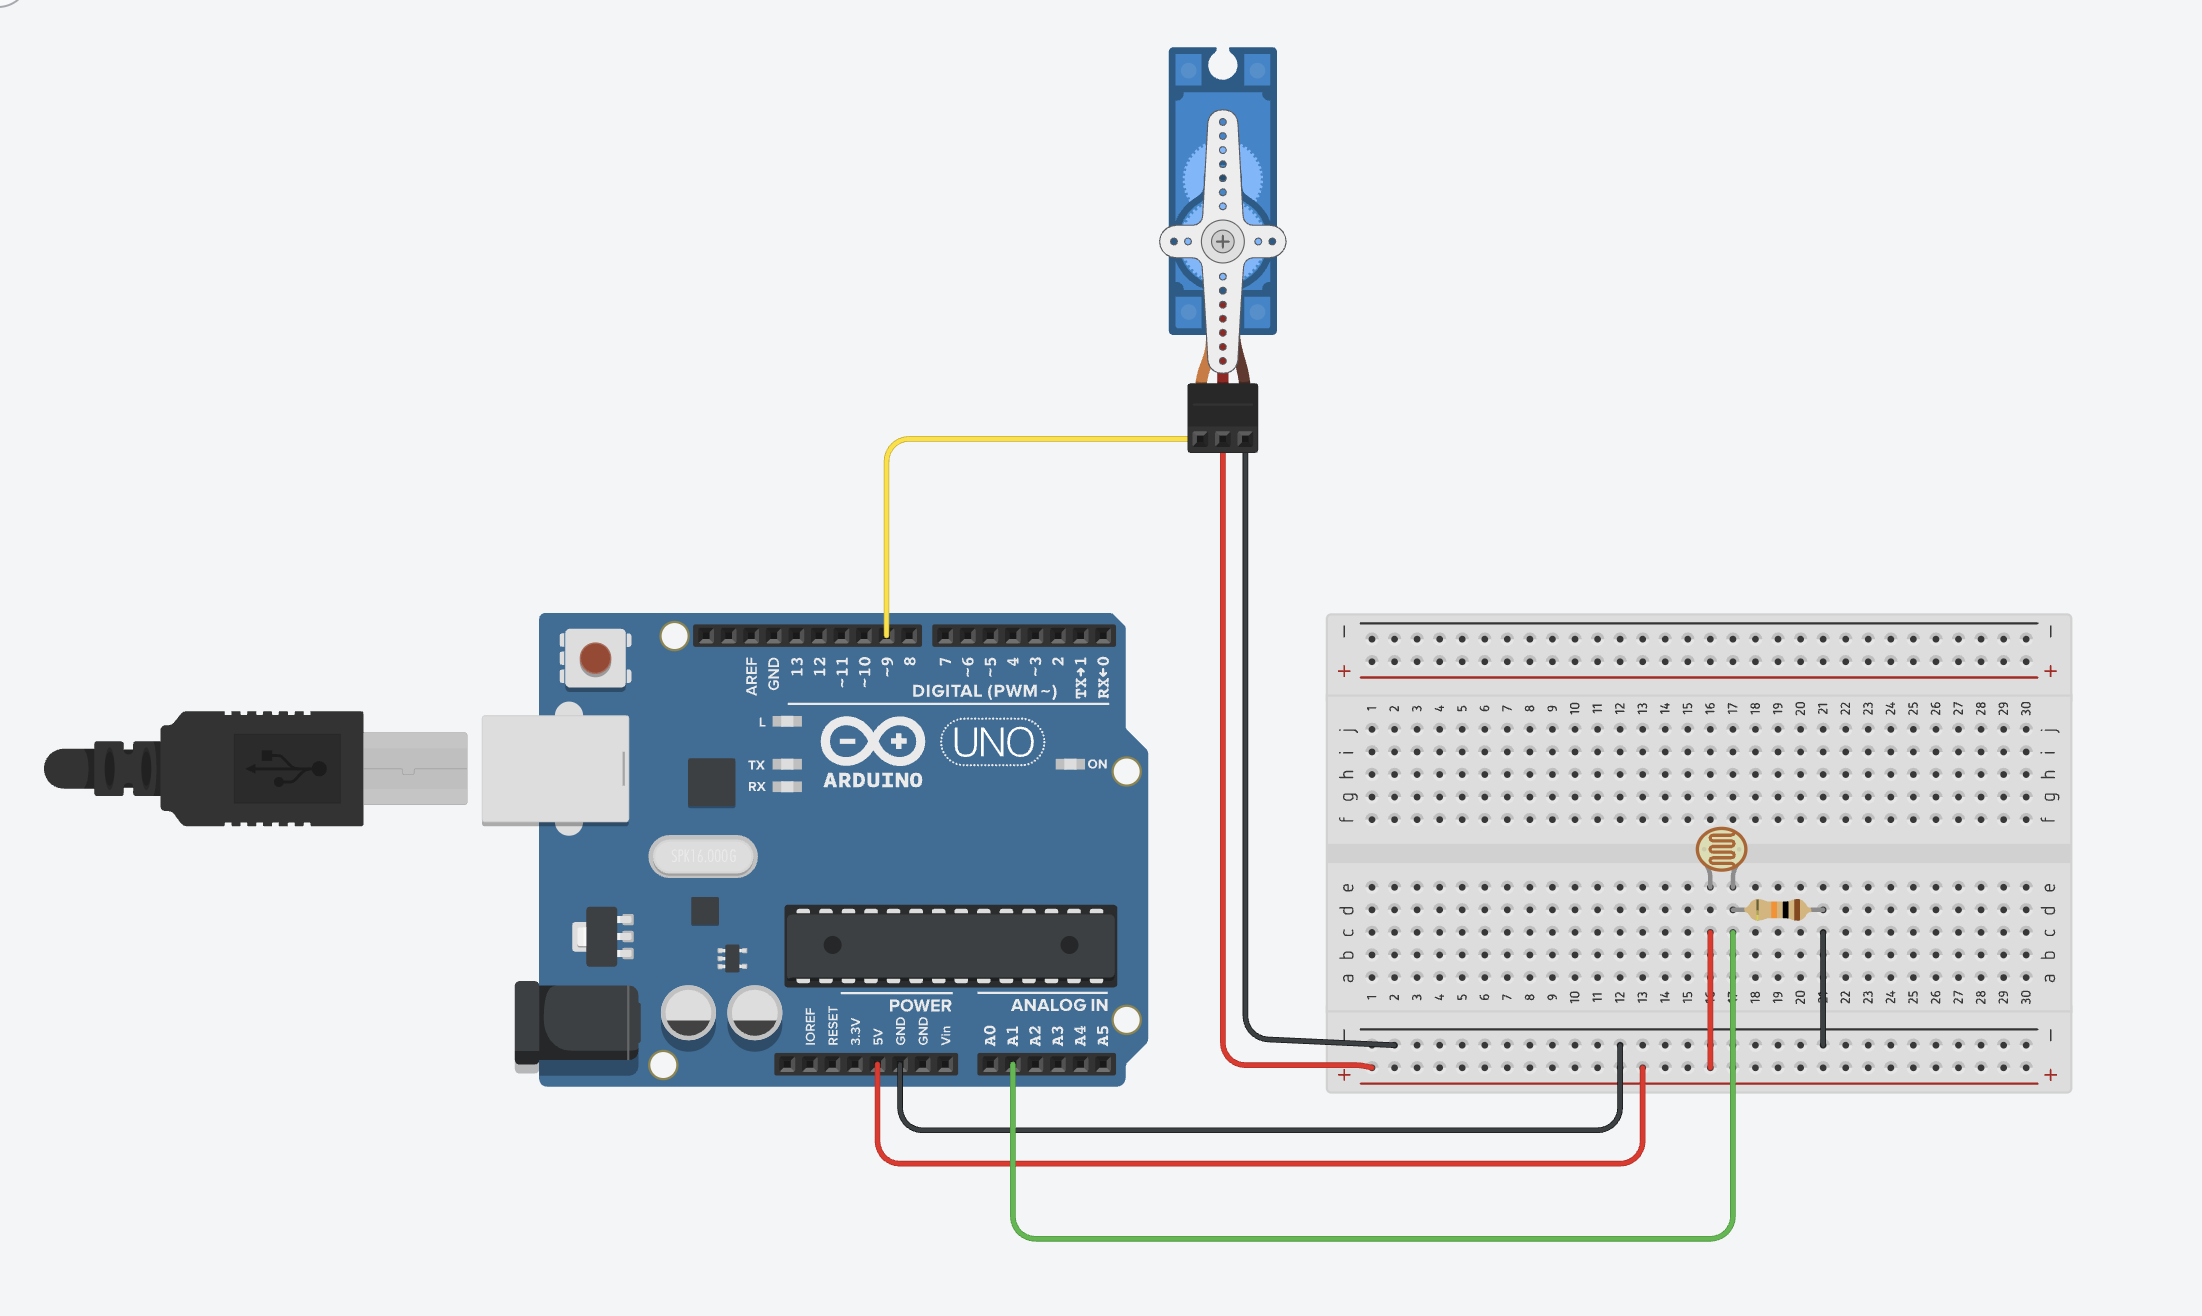 AREF
GND
13
12
~11
~10
~9
8
7
~6
~5
4
~3
2
TX→1
RX←0
DIGITAL (PWM~)
L
TX
RX
ARDUINO
UNO
ON
SPK16.000G
POWER
ANALOG IN
IOREF
RESET
3.3V
5V
GND
GND
Vin
A0
A1
A2
A3
A4
A5
− −
+ +
1 2 3 4 5 6 7 8 9 10 11 12 13 14 15 16 17 18 19 20 21 22 23 24 25 26 27 28 29 30
j j
i i
h h
g g
f f
e e
d d
c c
b b
a a
1 2 3 4 5 6 7 8 9 10 11 12 13 14 15 16 17 18 19 20 21 22 23 24 25 26 27 28 29 30
− −
+ +